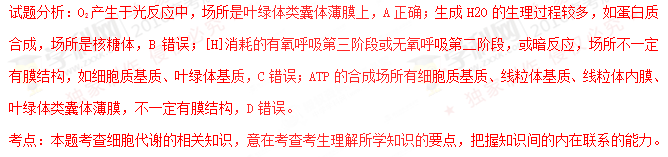 试题分析：O₂产生于光反应中，场所是叶绿体类囊体薄膜上，A 正确；生成 H2O 的生理过程较多，如蛋白质
合成，场所是核糖体，B 错误；[H]消耗的有氧呼吸第三阶段或无氧呼吸第二阶段，或暗反应，场所不一定
有膜结构，如细胞质基质、叶绿体基质，C 错误；ATP 的合成场所有细胞质基质、线粒体基质、线粒体内膜、
叶绿体类囊体薄膜，不一定有膜结构，D 错误。
考点：本题考查细胞代谢的相关知识，意在考查考生理解所学知识的要点，把握知识间的内在联系的能力。